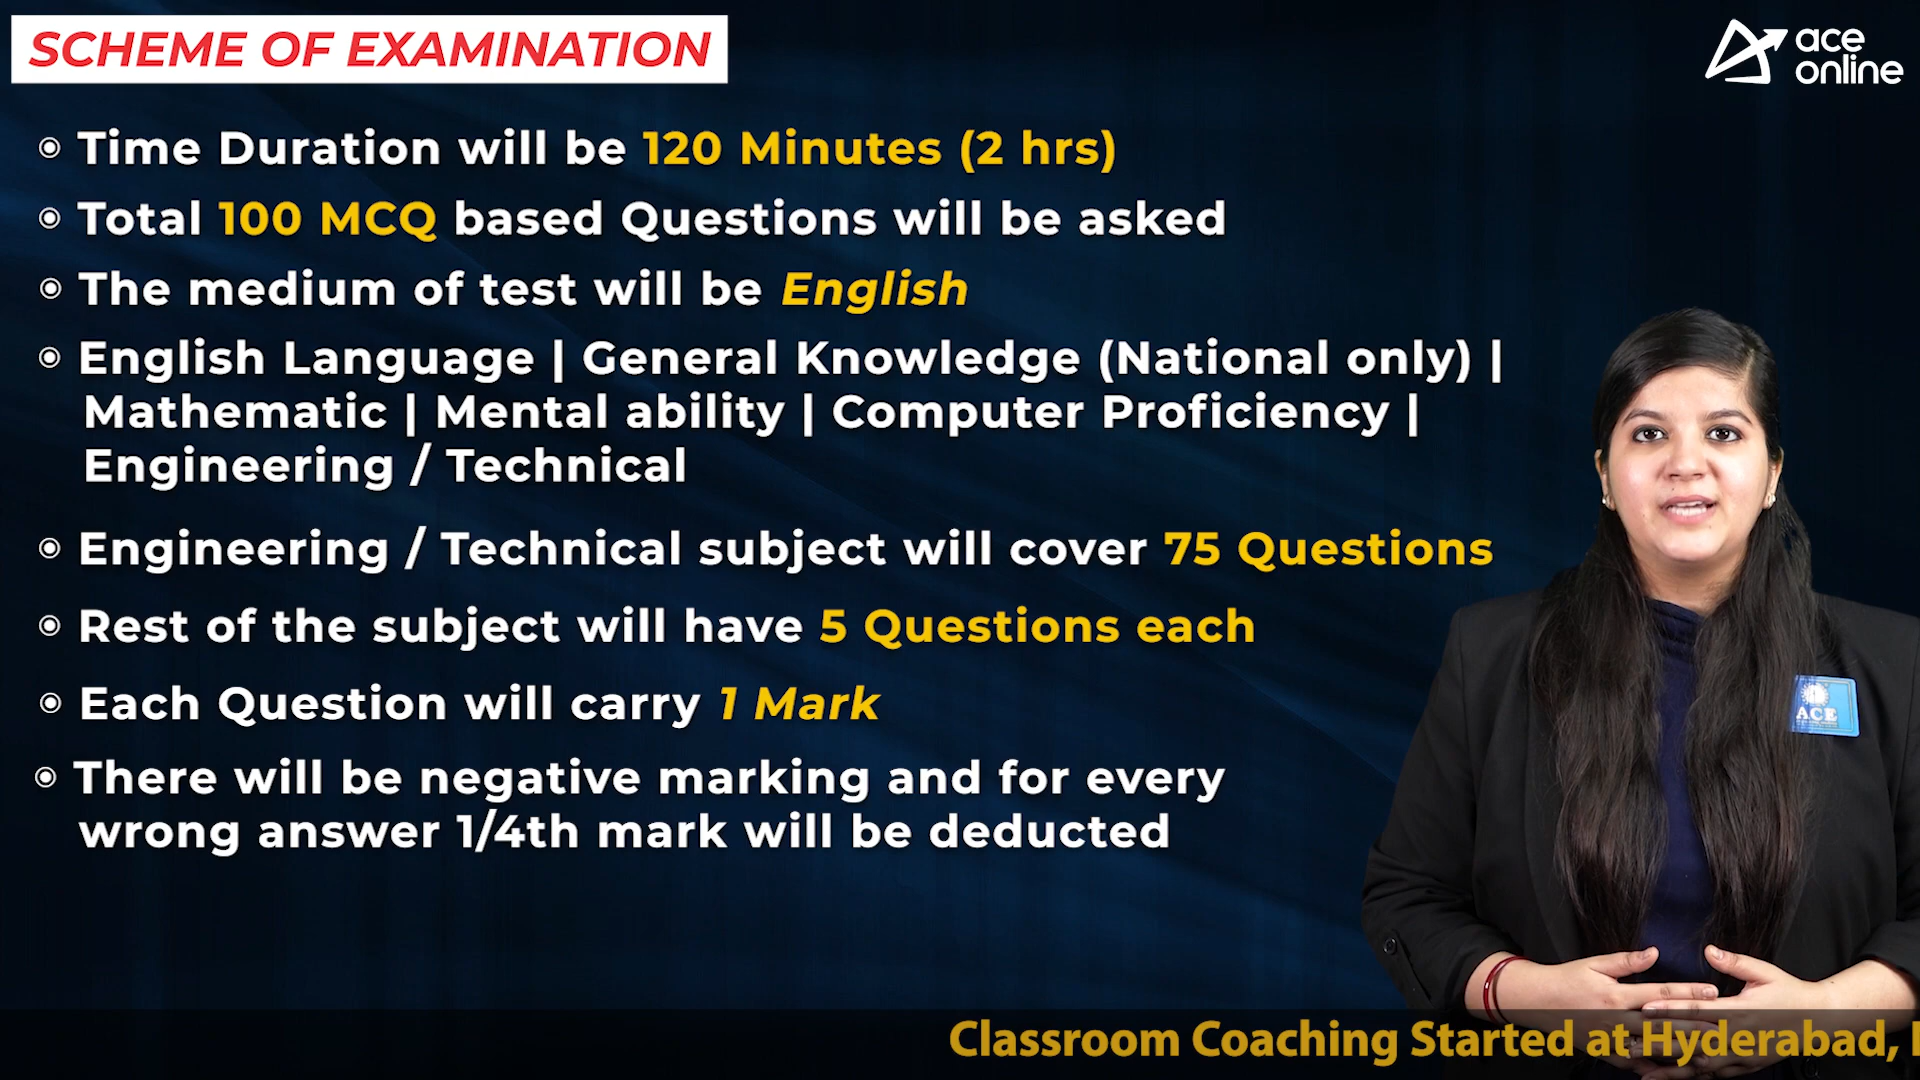 SCHEME OF EXAMINATION
ace
online
Time Duration will be 120 Minutes (2 hrs)
Total 100 MCQ based Questions will be asked
The medium of test will be English
English Language | General Knowledge (National only) |
Mathematic | Mental ability | Computer Proficiency |
Engineering / Technical
Engineering / Technical subject will cover 75 Questions
Rest of the subject will have 5 Questions each
Each Question will carry 1 Mark
There will be negative marking and for every
wrong answer 1/4th mark will be deducted
ACE
Classroom Coaching Started at Hyderabad,